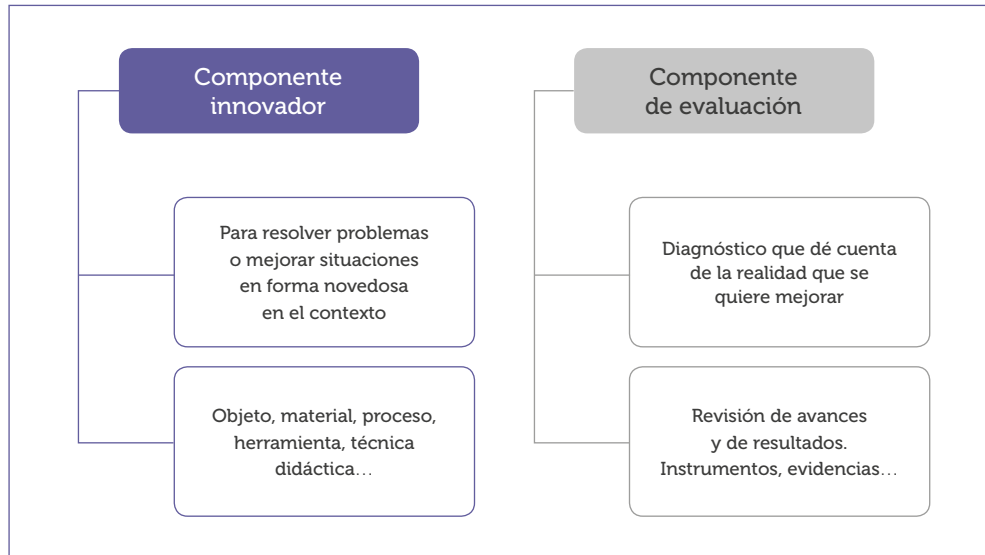 Componente
innovador
Para resolver problemas
o mejorar situaciones
en forma novedosa
en el contexto
Objeto, material, proceso,
herramienta, técnica
didáctica…
Componente
de evaluación
Diagnóstico que dé cuenta
de la realidad que se
quiere mejorar
Revisión de avances
y de resultados.
Instrumentos, evidencias…